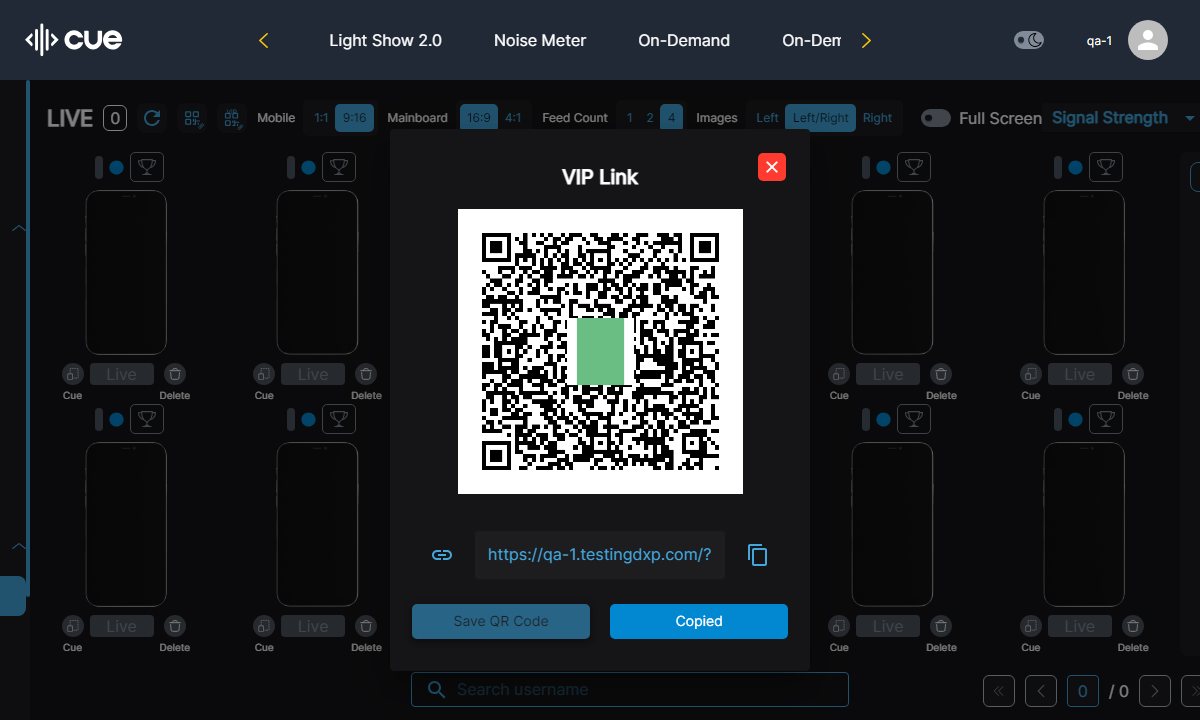 cue
Light Show 2.0
Noise Meter
On-Demand
On-Dem
qa-1
LIVE 0
Mobile 1:1 9:16
Mainboard 16:9 4:1
Feed Count 1 2 4
Images Left Left/Right Right
Full Screen
Signal Strength
VIP Link
https://qa-1.testingdxp.com/?
Save QR Code
Copied
Live Live Live Live
Cue Delete Cue Delete Cue Delete Cue Delete
Live Live Live Live
Cue Delete Cue Delete Cue Delete Cue Delete
Search username
0 / 0